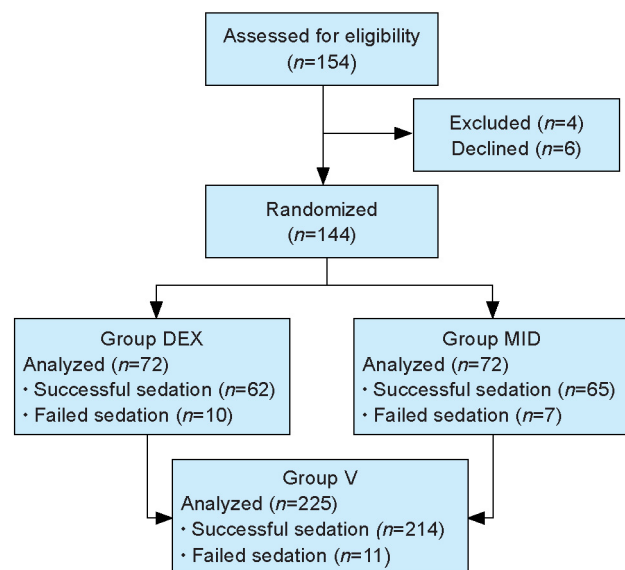 Assessed for eligibility
(n=154)
Excluded (n=4)
Declined (n=6)
Randomized
(n=144)
Group DEX
Analyzed (n=72)
· Successful sedation (n=62)
· Failed sedation (n=10)
Group MID
Analyzed (n=72)
· Successful sedation (n=65)
· Failed sedation (n=7)
Group V
Analyzed (n=225)
· Successful sedation (n=214)
· Failed sedation (n=11)